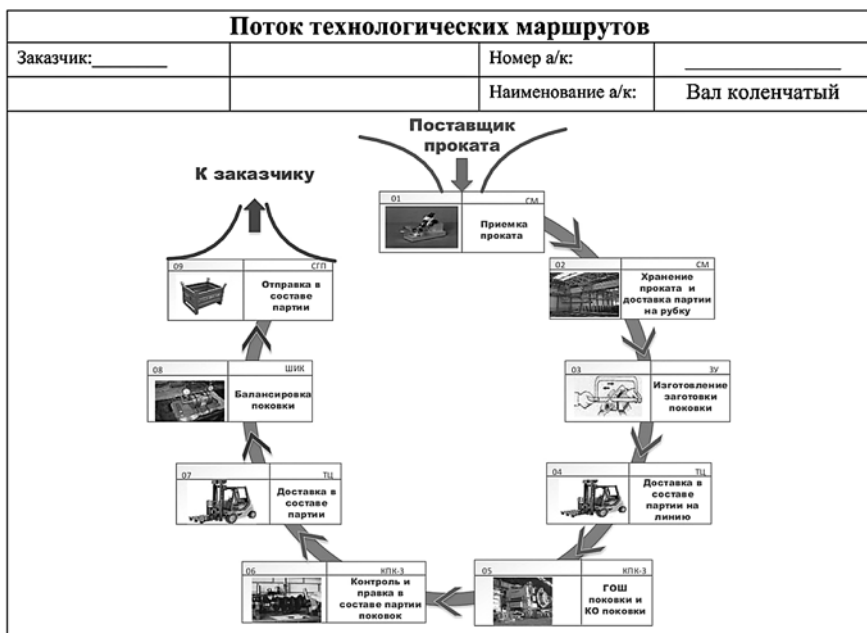 Поток технологических маршрутов
Заказчик:________
Номер а/к:
Наименование а/к:
Вал коленчатый
Поставщик
проката
К заказчику
01
СМ
Приемка
проката
02
СМ
Хранение
проката и
доставка партии
на рубку
03
ЗУ
Изготовление
заготовки
поковки
04
ТЦ
Доставка в
составе
партии на
линию
05
КПК-3
ГОШ
поковки и
КО поковки
06
КПК-3
Контроль и
правка в
составе партии
поковок
07
ТЦ
Доставка в
составе
партии
08
ШИК
Балансировка
поковки
09
СГП
Отправка в
составе
партии